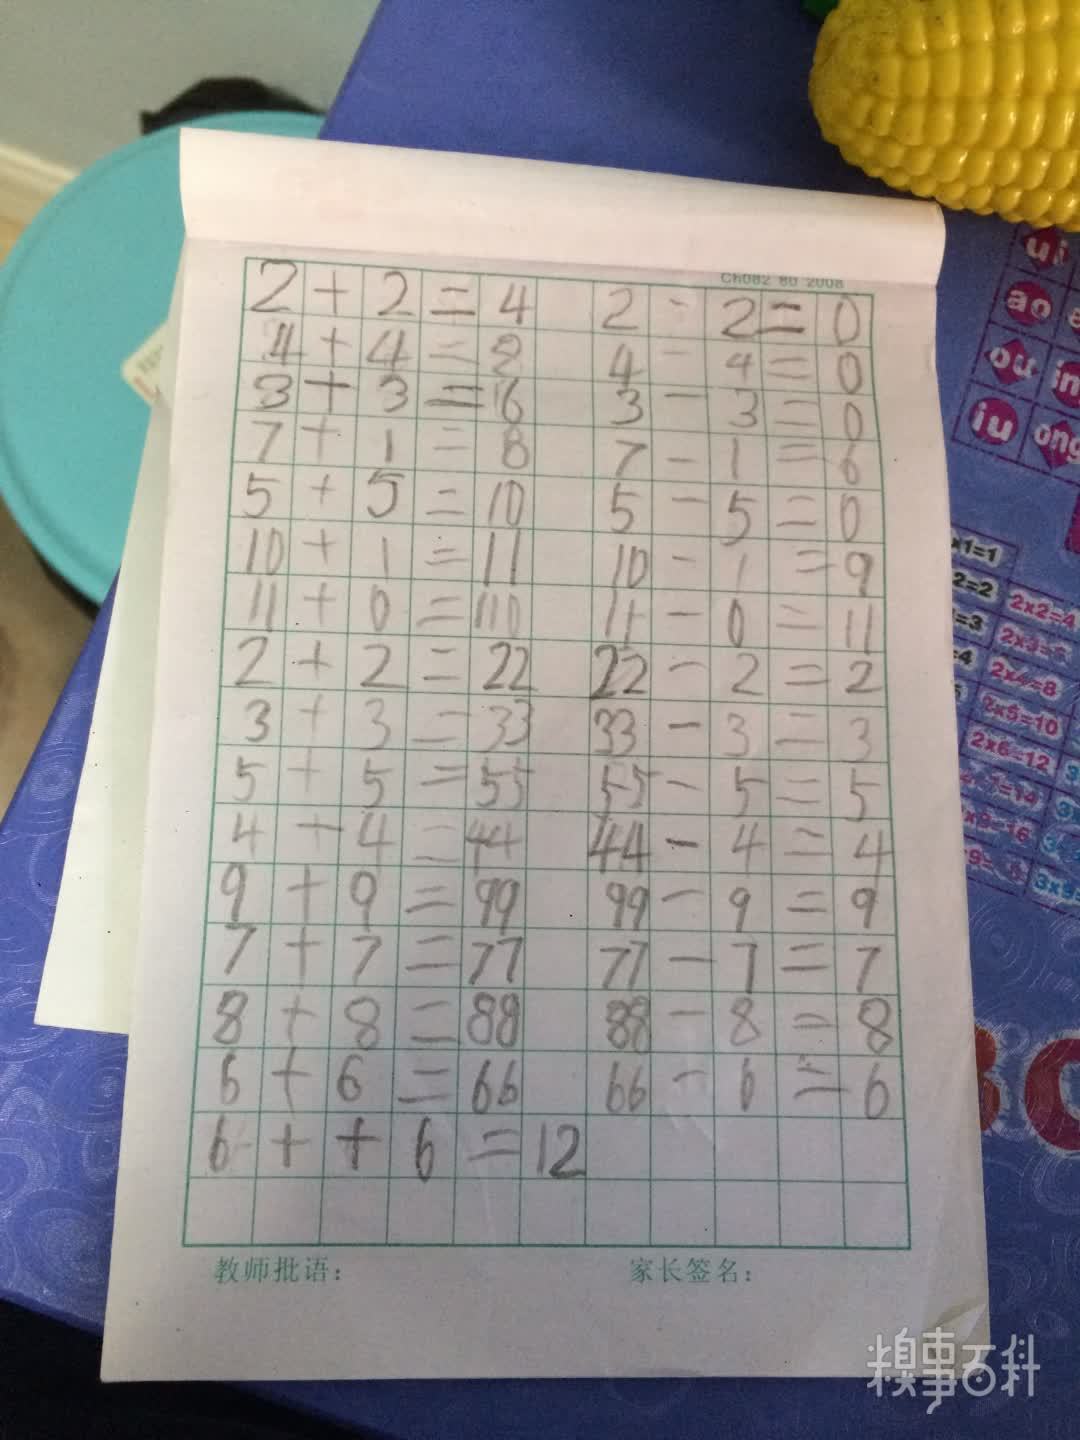 Ch082 80 2008
2 + 2 = 4 2 - 2 = 0
4 + 4 = 8 4 - 4 = 0
3 + 3 = 6 3 - 3 = 0
7 + 1 = 8 7 - 1 = 6
5 + 5 = 10 5 - 5 = 0
10 + 1 = 11 10 - 1 = 9
11 + 0 = 110 11 - 0 = 11
2 + 2 = 22 22 - 2 = 2
3 + 3 = 33 33 - 3 = 3
5 + 5 = 55 55 - 5 = 5
4 + 4 = 44 44 - 4 = 4
9 + 9 = 99 99 - 9 = 9
7 + 7 = 77 77 - 7 = 7
8 + 8 = 88 88 - 8 = 8
6 + 6 = 66 66 - 6 = 6
6 + + 6 = 12
教师批语： 家长签名：
ui
ao
ou in
iu ong
x1=1
2=2 2x2=4
=3 2x3=
=4 2x4=8
2x5=10
2x6=12
=14
=16
3x9
糗事百科